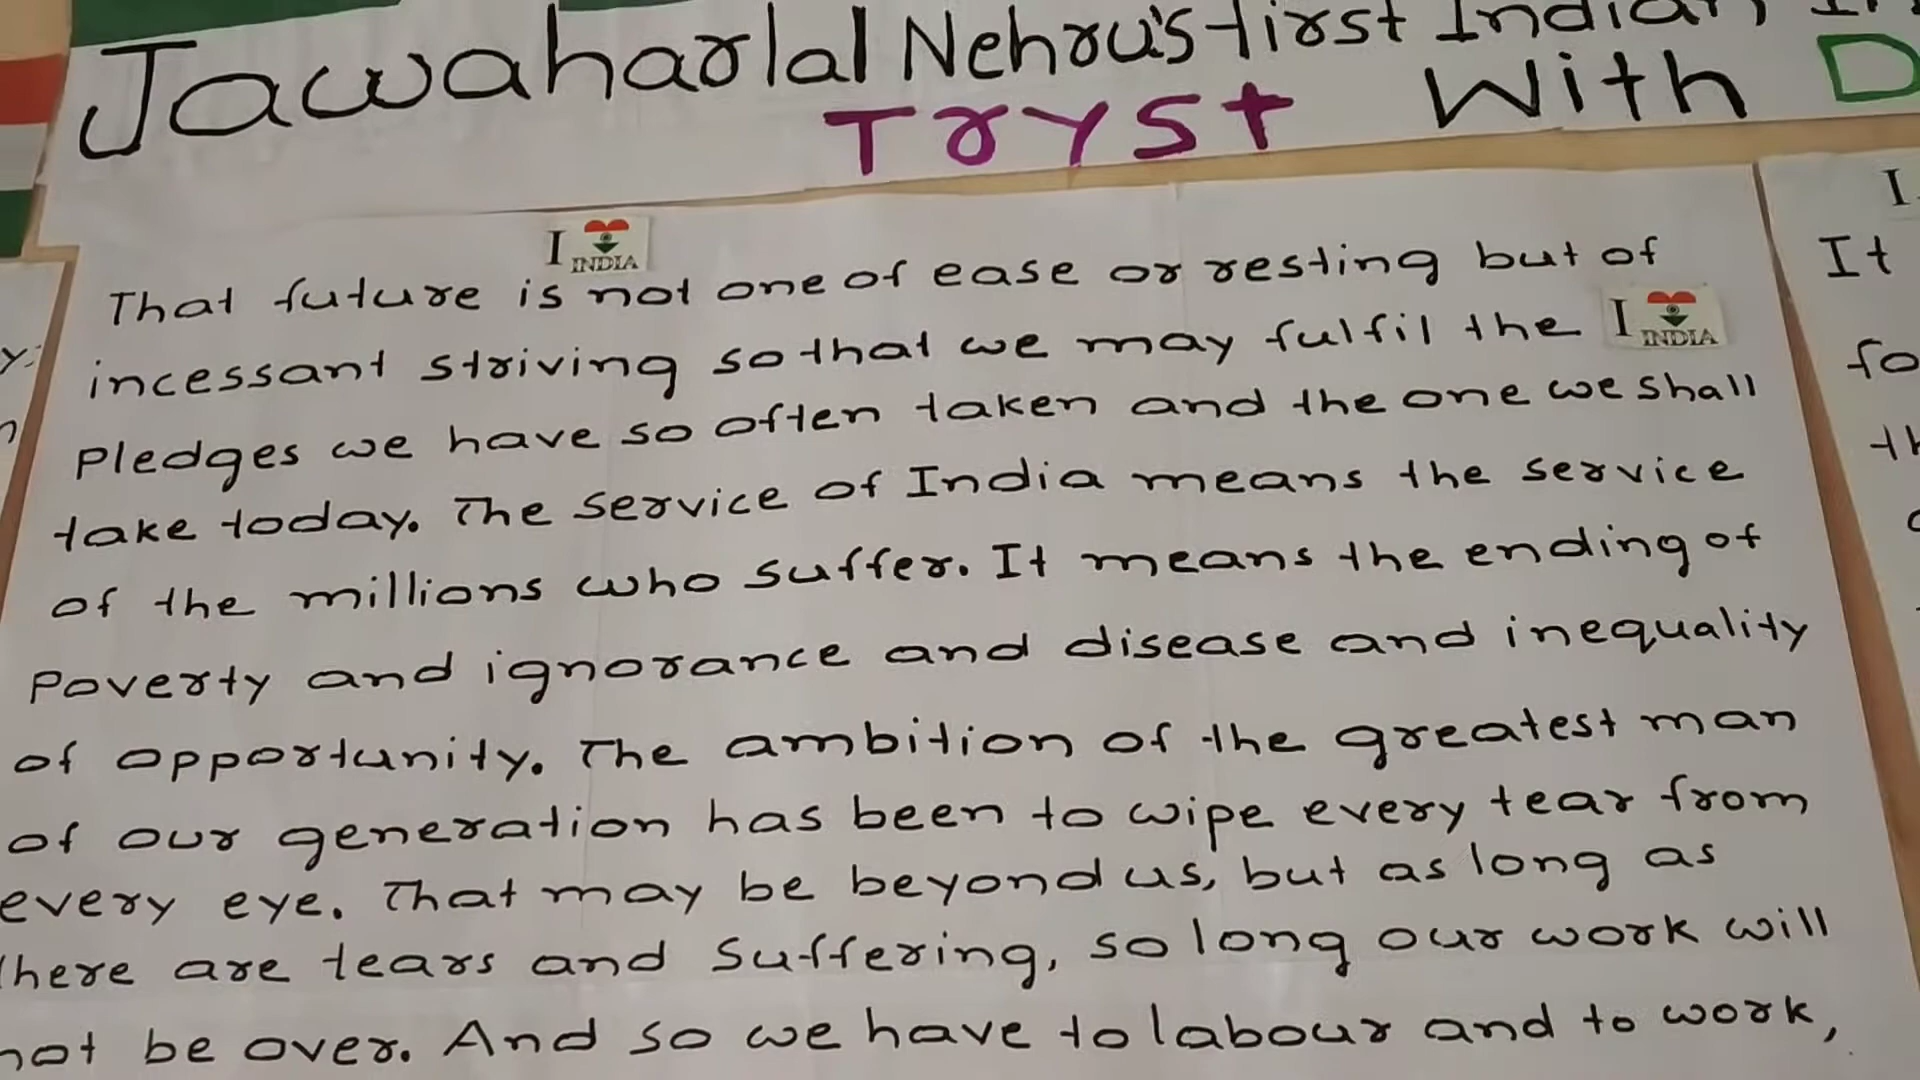 Jawaharlal Nehru's first Indian
TRYST With D
I INDIA
That future is not one of ease or resting but of
incessant striving so that we may fulfil the
I INDIA
Pledges we have so often taken and the one we shall
take today. The service of India means the service
of the millions who suffer. It means the ending of
Poverty and ignorance and disease and inequality
of opportunity. The ambition of the greatest man
of our generation has been to wipe every tear from
every eye. That may be beyond us, but as long as
there are tears and suffering, so long our work will
not be over. And so we have to labour and to work,
I
It
fo
th